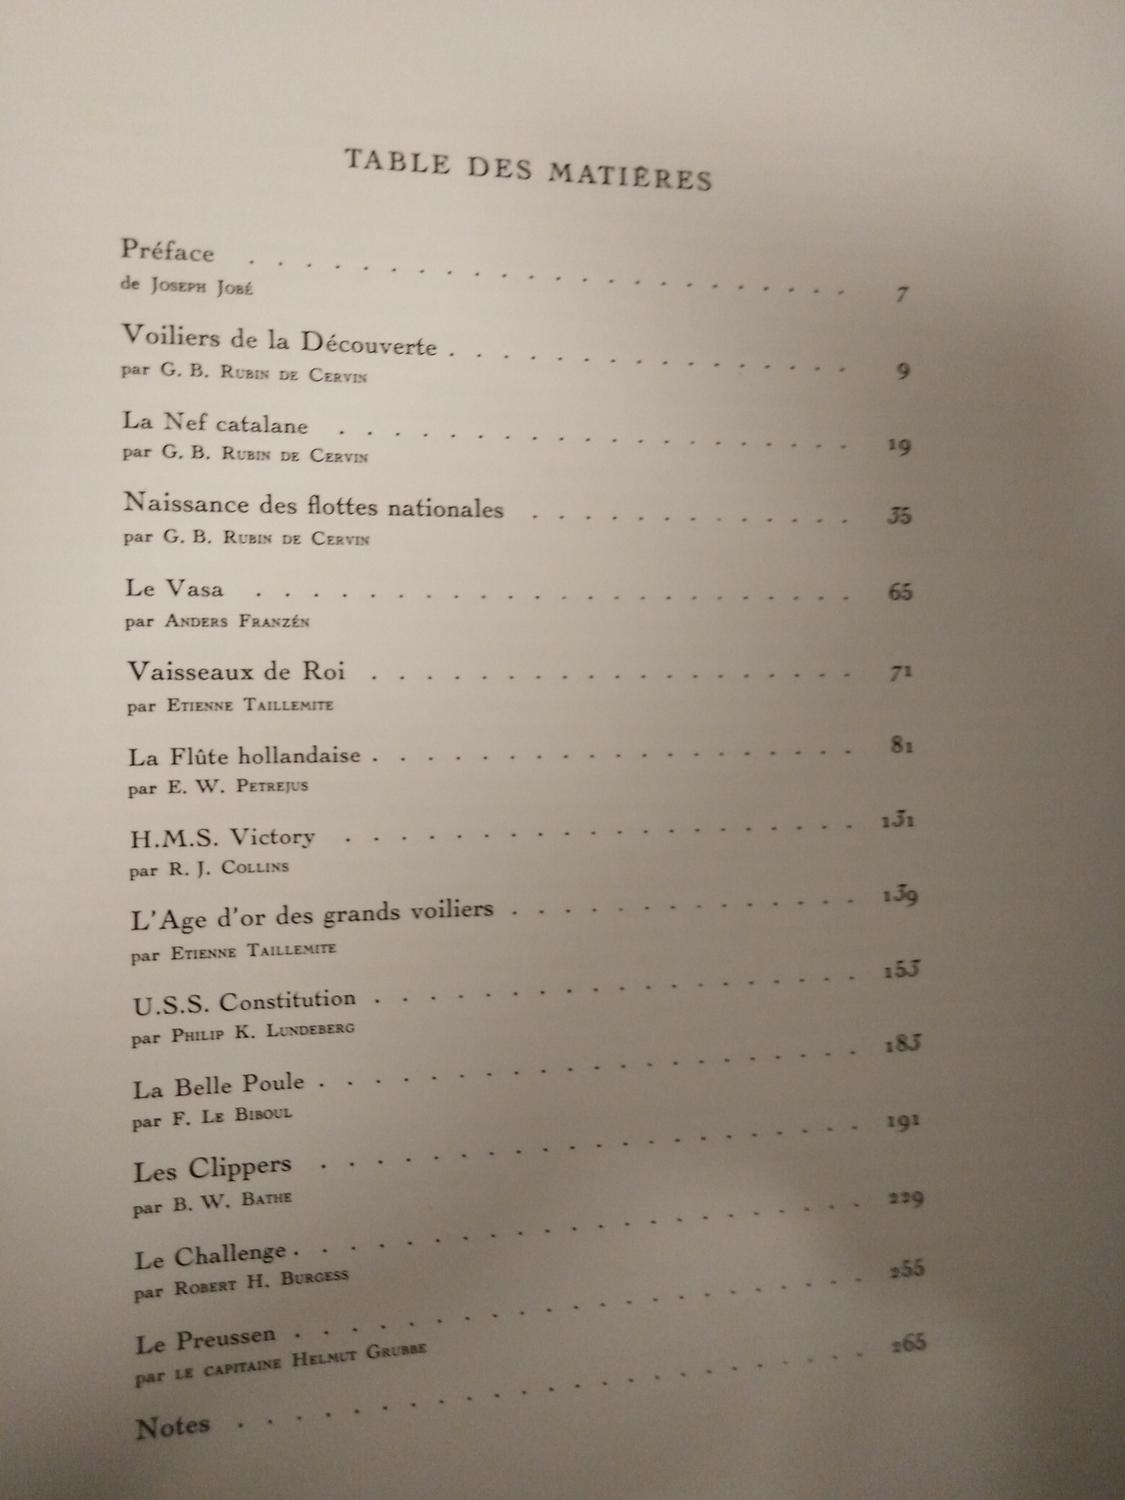 TABLE DES MATIÈRES
Préface . . . . . . . . . . . . . . . . . . . . . . 7
de Joseph Jobé
Voiliers de la Découverte . . . . . . . . . . . . . . . . 9
par G. B. Rubin de Cervin
La Nef catalane . . . . . . . . . . . . . . . . . . . 19
par G. B. Rubin de Cervin
Naissance des flottes nationales . . . . . . . . . . . . . 35
par G. B. Rubin de Cervin
Le Vasa . . . . . . . . . . . . . . . . . . . . . . 65
par Anders Franzén
Vaisseaux de Roi . . . . . . . . . . . . . . . . . . 71
par Etienne Taillemite
La Flûte hollandaise . . . . . . . . . . . . . . . . . . 81
par E. W. Petrejus
H.M.S. Victory . . . . . . . . . . . . . . . . . . . 131
par R. J. Collins
L'Age d'or des grands voiliers . . . . . . . . . . . . . 139
par Etienne Taillemite
U.S.S. Constitution . . . . . . . . . . . . . . . . . . 153
par Philip K. Lundeberg
La Belle Poule . . . . . . . . . . . . . . . . . . . . 183
par F. Le Biboul
Les Clippers . . . . . . . . . . . . . . . . . . . . 191
par B. W. Bathe
Le Challenge . . . . . . . . . . . . . . . . . . . . . 229
par Robert H. Burgess
Le Preussen . . . . . . . . . . . . . . . . . . . . . 255
par le capitaine Helmut Grubbe
Notes . . . . . . . . . . . . . . . . . . . . . . . 265